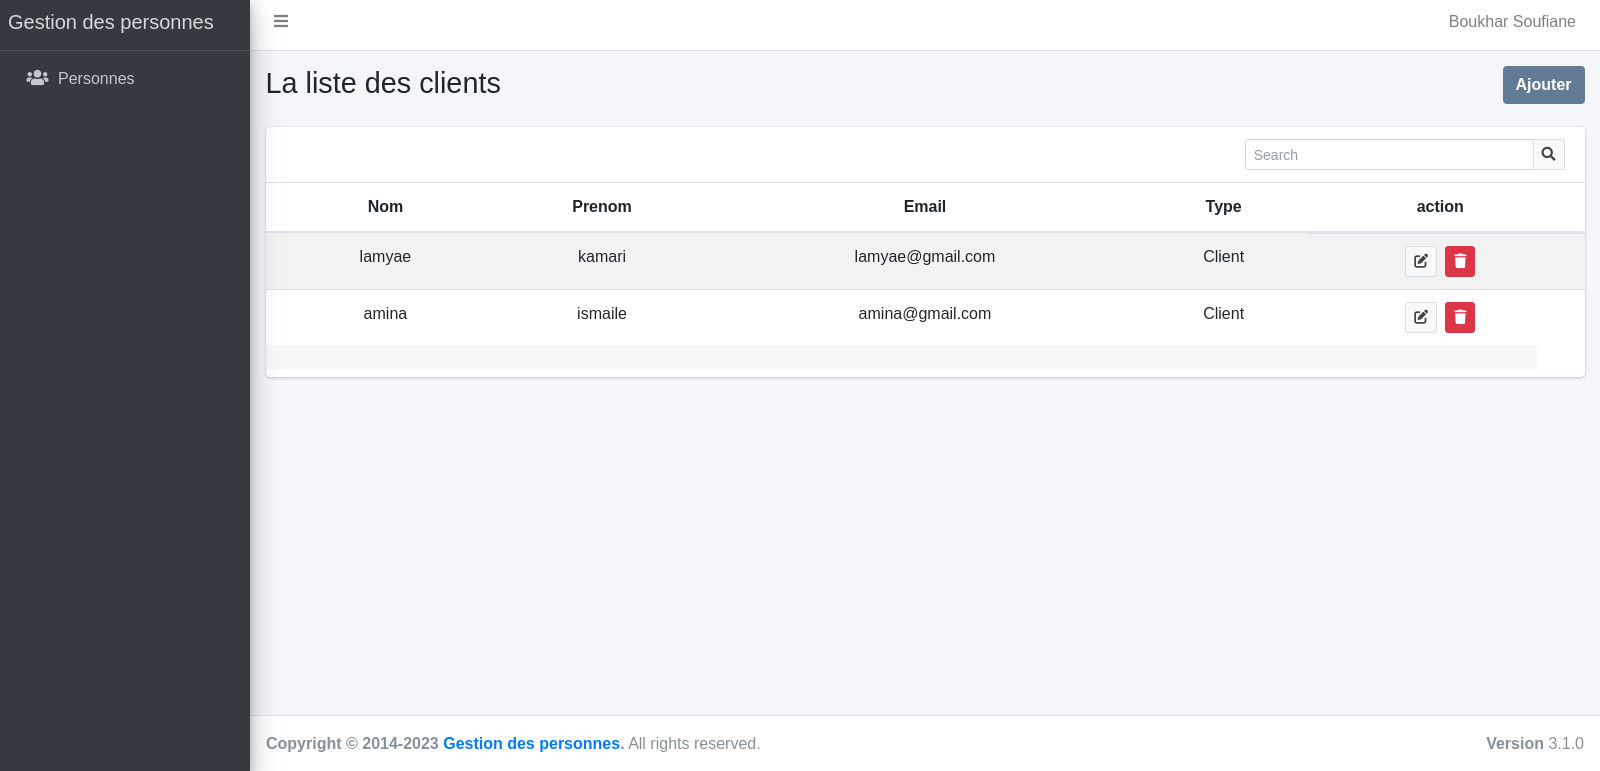 Gestion des personnes
Boukhar Soufiane
Personnes
La liste des clients
Ajouter
Search
Nom Prenom Email Type action
lamyae kamari lamyae@gmail.com Client
amina ismaile amina@gmail.com Client
Copyright © 2014-2023 Gestion des personnes. All rights reserved.
Version 3.1.0